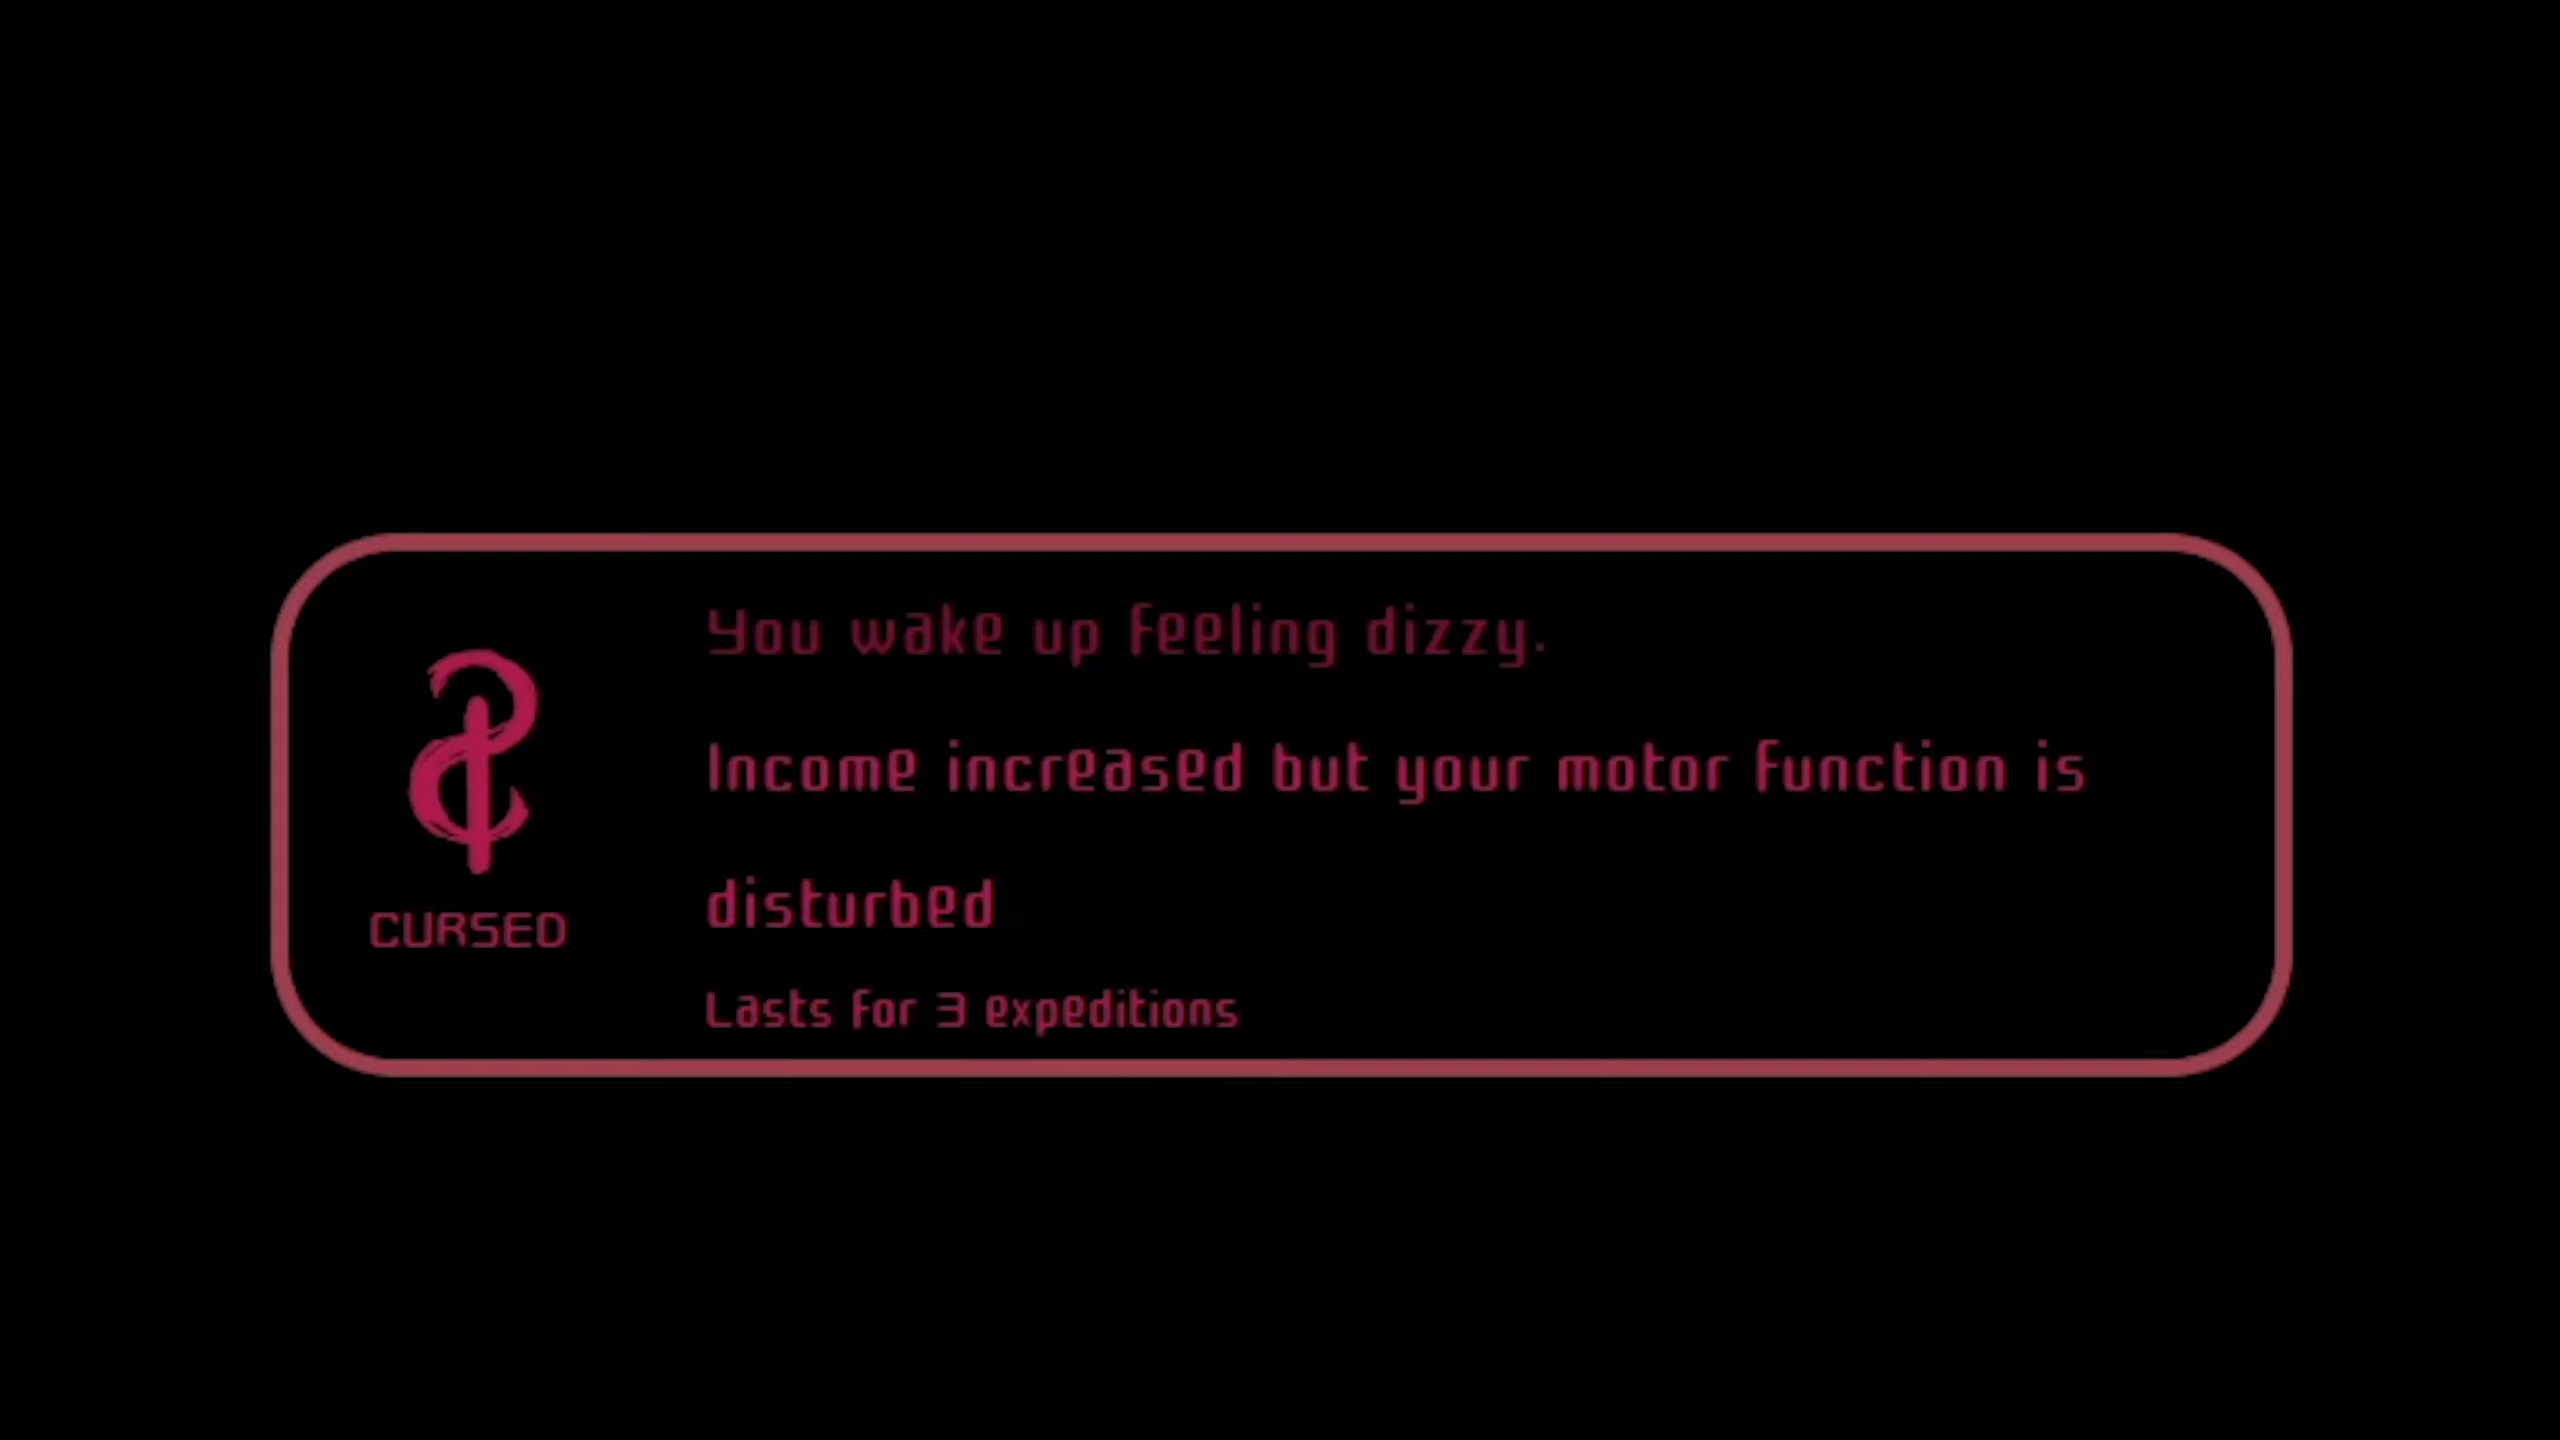 You wake up feeling dizzy.
Income increased but your motor function is
disturbed
CURSED
Lasts for 3 expeditions